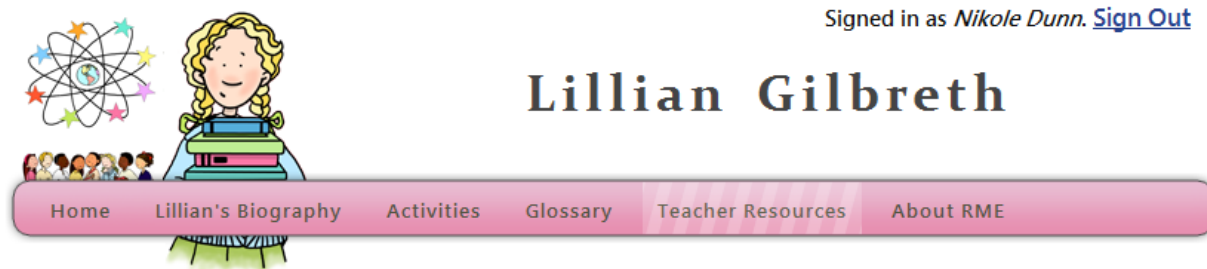 Signed in as Nikole Dunn. Sign Out
Lillian Gilbreth
Home Lillian's Biography Activities Glossary Teacher Resources About RME